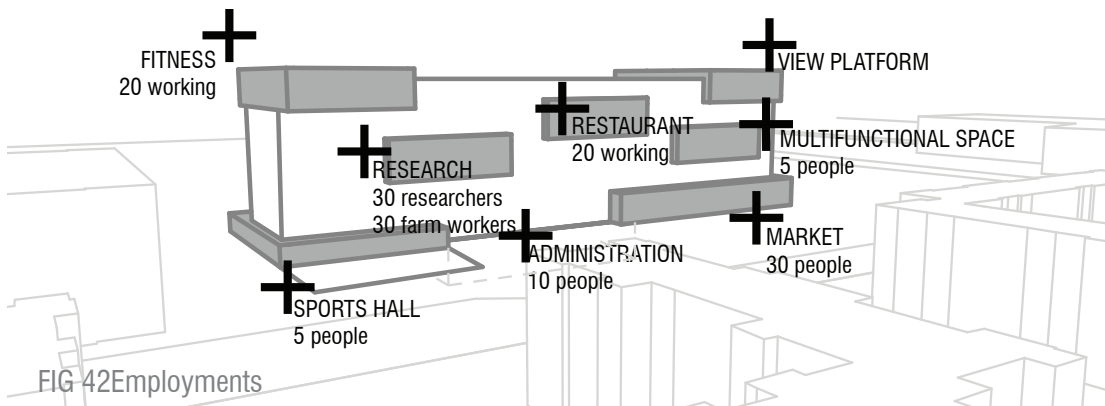 FITNESS
20 working
VIEW PLATFORM
RESTAURANT
20 working
MULTIFUNCTIONAL SPACE
5 people
RESEARCH
30 researchers
30 farm workers
MARKET
30 people
ADMINISTRATION
10 people
SPORTS HALL
5 people
FIG 42Employments